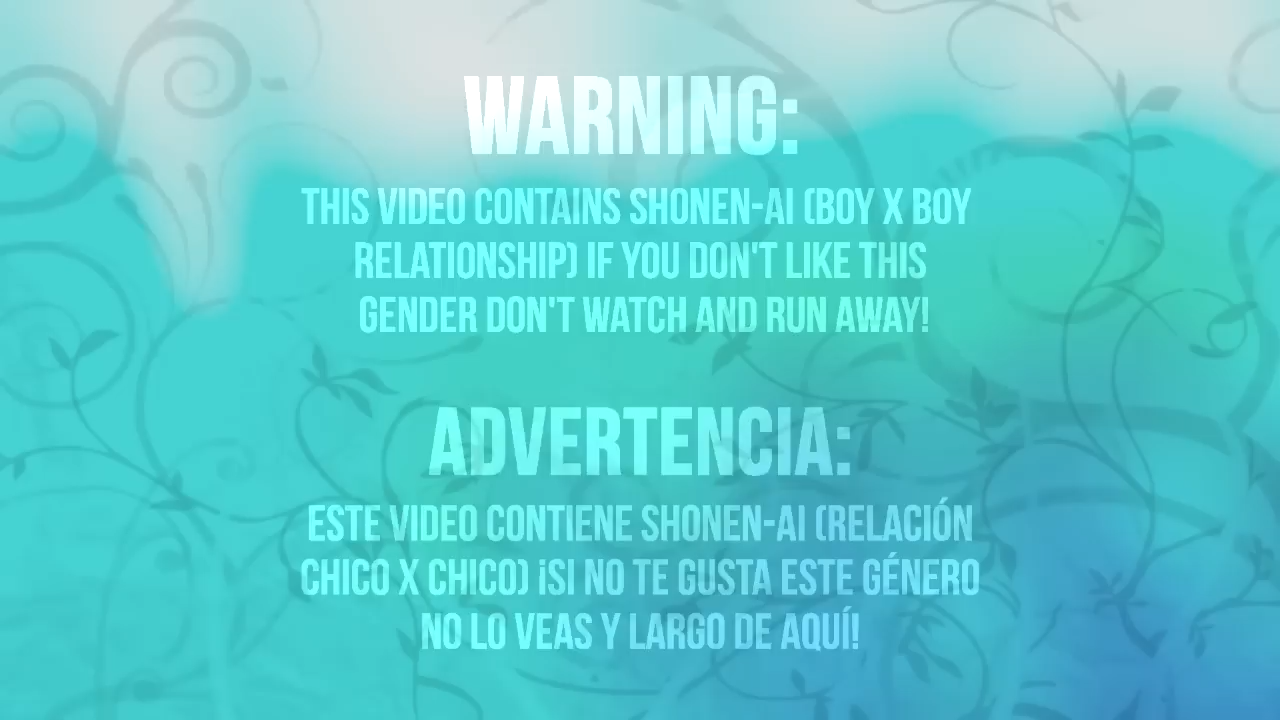 WARNING:
THIS VIDEO CONTAINS SHONEN-AI (BOY X BOY
RELATIONSHIP) IF YOU DON'T LIKE THIS
GENDER DON'T WATCH AND RUN AWAY!
ADVERTENCIA:
ESTE VIDEO CONTIENE SHONEN-AI (RELACIÓN
CHICO X CHICO) ¡SI NO TE GUSTA ESTE GÉNERO
NO LO VEAS Y LARGO DE AQUÍ!